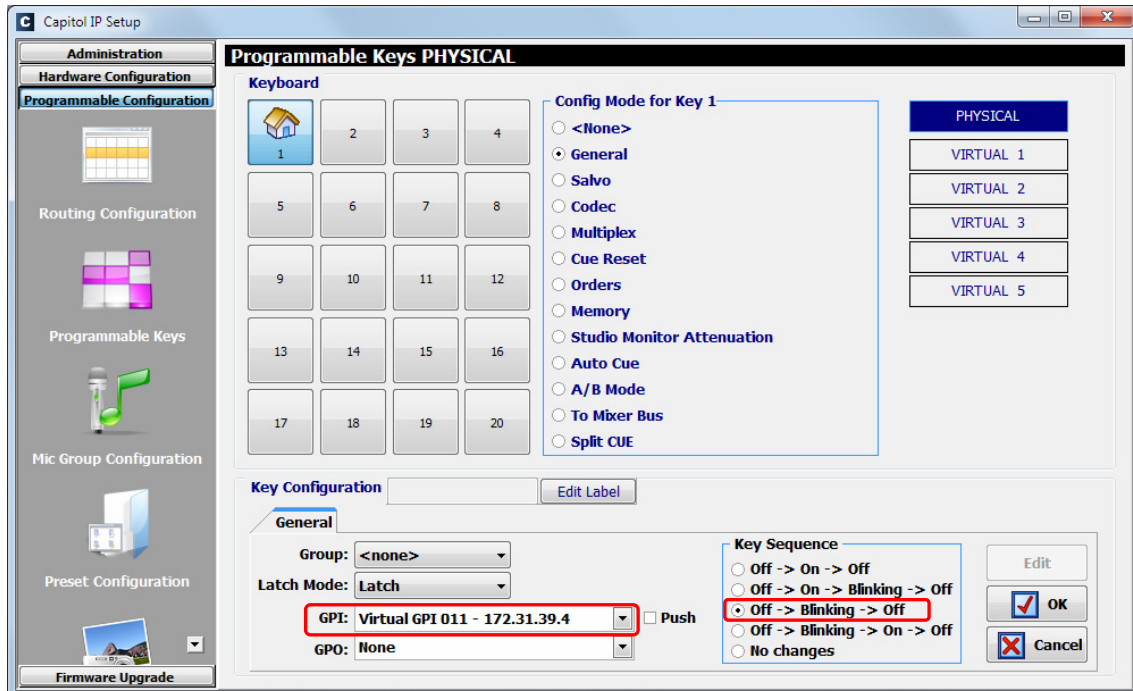 Capitol IP Setup
Administration
Hardware Configuration
Programmable Configuration
Routing Configuration
Programmable Keys
Mic Group Configuration
Preset Configuration
Firmware Upgrade
Programmable Keys PHYSICAL
Keyboard
1 2 3 4
5 6 7 8
9 10 11 12
13 14 15 16
17 18 19 20
Config Mode for Key 1
<None>
General
Salvo
Codec
Multiplex
Cue Reset
Orders
Memory
Studio Monitor Attenuation
Auto Cue
A/B Mode
To Mixer Bus
Split CUE
PHYSICAL
VIRTUAL 1
VIRTUAL 2
VIRTUAL 3
VIRTUAL 4
VIRTUAL 5
Key Configuration Edit Label
General
Group: <none>
Latch Mode: Latch
GPI: Virtual GPI 011 - 172.31.39.4 Push
GPO: None
Key Sequence
Off -> On -> Off
Off -> On -> Blinking -> Off
Off -> Blinking -> Off
Off -> Blinking -> On -> Off
No changes
Edit
OK
Cancel